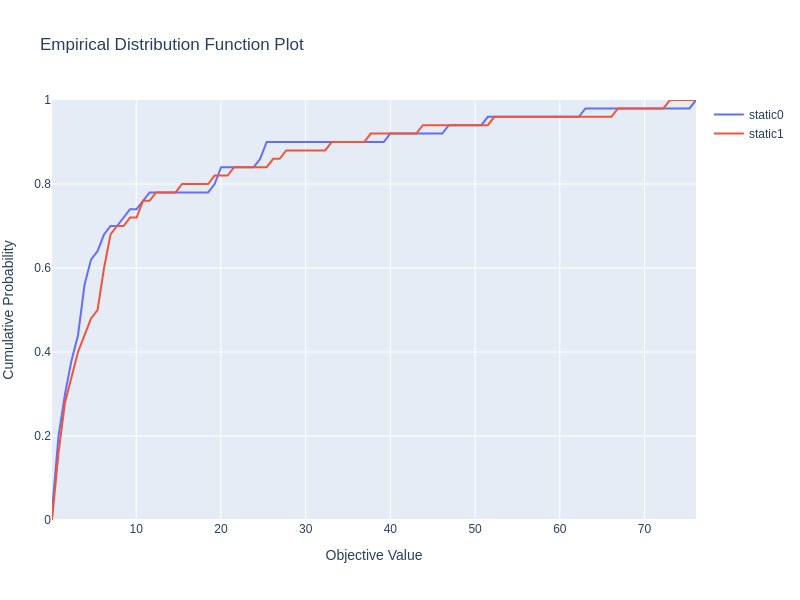 Empirical Distribution Function Plot
static0
static1
Cumulative Probability
1
0.8
0.6
0.4
0.2
0
10
20
30
40
50
60
70
Objective Value